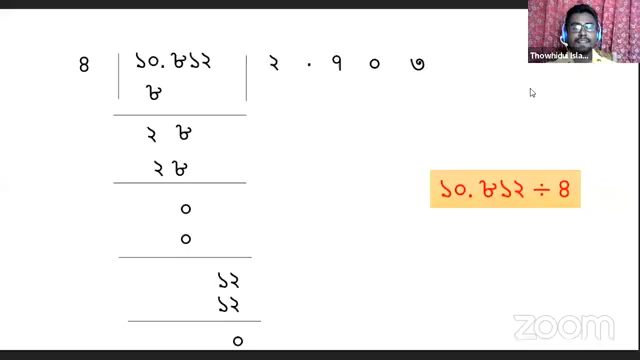 ৪ ১০.৮১২ ২ . ৭ ০ ৩
৮
২ ৮
২ ৮
০
০
১২
১২
০
১০.৮১২ ÷ ৪
Thowhidul Isla...
zoom